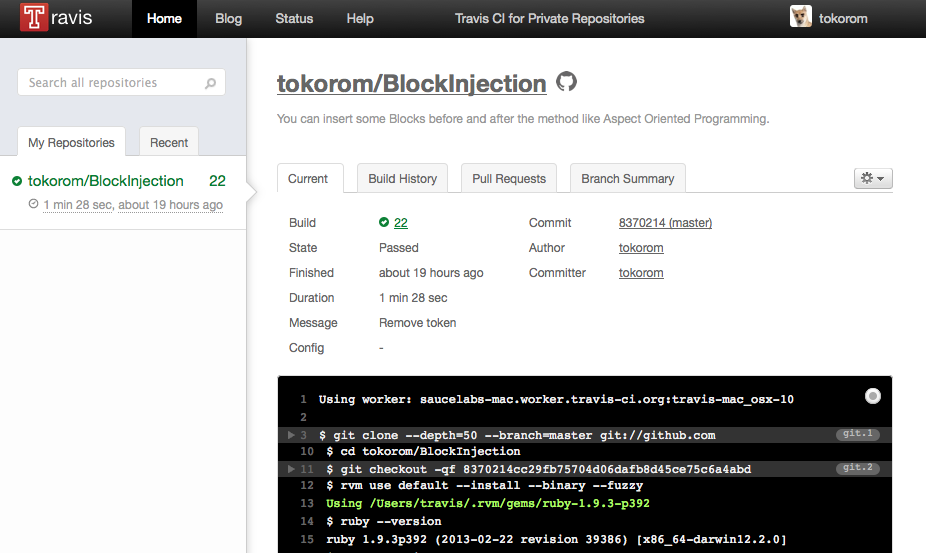 Travis Home Blog Status Help Travis CI for Private Repositories tokorom
Search all repositories
My Repositories Recent
tokorom/BlockInjection 22
1 min 28 sec, about 19 hours ago
tokorom/BlockInjection
You can insert some Blocks before and after the method like Aspect Oriented Programming.
Current Build History Pull Requests Branch Summary
Build 22 Commit 8370214 (master)
State Passed Author tokorom
Finished about 19 hours ago Committer tokorom
Duration 1 min 28 sec
Message Remove token
Config -
1 Using worker: saucelabs-mac.worker.travis-ci.org:travis-mac_osx-10
2
3 $ git clone --depth=50 --branch=master git://github.com git.1
10 $ cd tokorom/BlockInjection
11 $ git checkout -qf 8370214cc29fb75704d06dafb8d45ce75c6a4abd git.2
12 $ rvm use default --install --binary --fuzzy
13 Using /Users/travis/.rvm/gems/ruby-1.9.3-p392
14 $ ruby --version
15 ruby 1.9.3p392 (2013-02-22 revision 39386) [x86_64-darwin12.2.0]